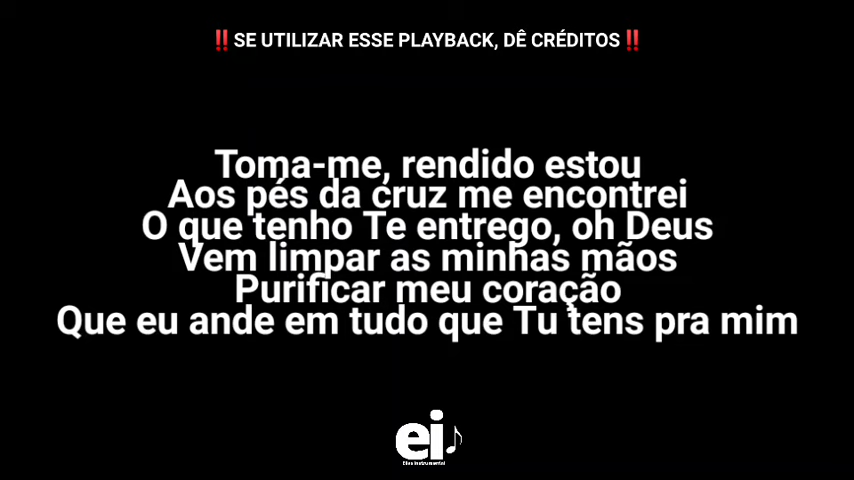 ‼️SE UTILIZAR ESSE PLAYBACK, DÊ CRÉDITOS‼️
Toma-me, rendido estou
Aos pés da cruz me encontrei
O que tenho Te entrego, oh Deus
Vem limpar as minhas mãos
Purificar meu coração
Que eu ande em tudo que Tu tens pra mim
ei